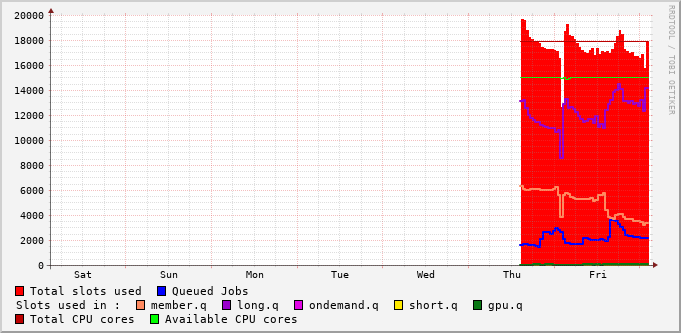 20000
18000
16000
14000
12000
10000
8000
6000
4000
2000
0
Sat Sun Mon Tue Wed Thu Fri
RRDTOOL / TOBI OETIKER
Total slots used Queued Jobs
Slots used in : member.q long.q ondemand.q short.q gpu.q
Total CPU cores Available CPU cores